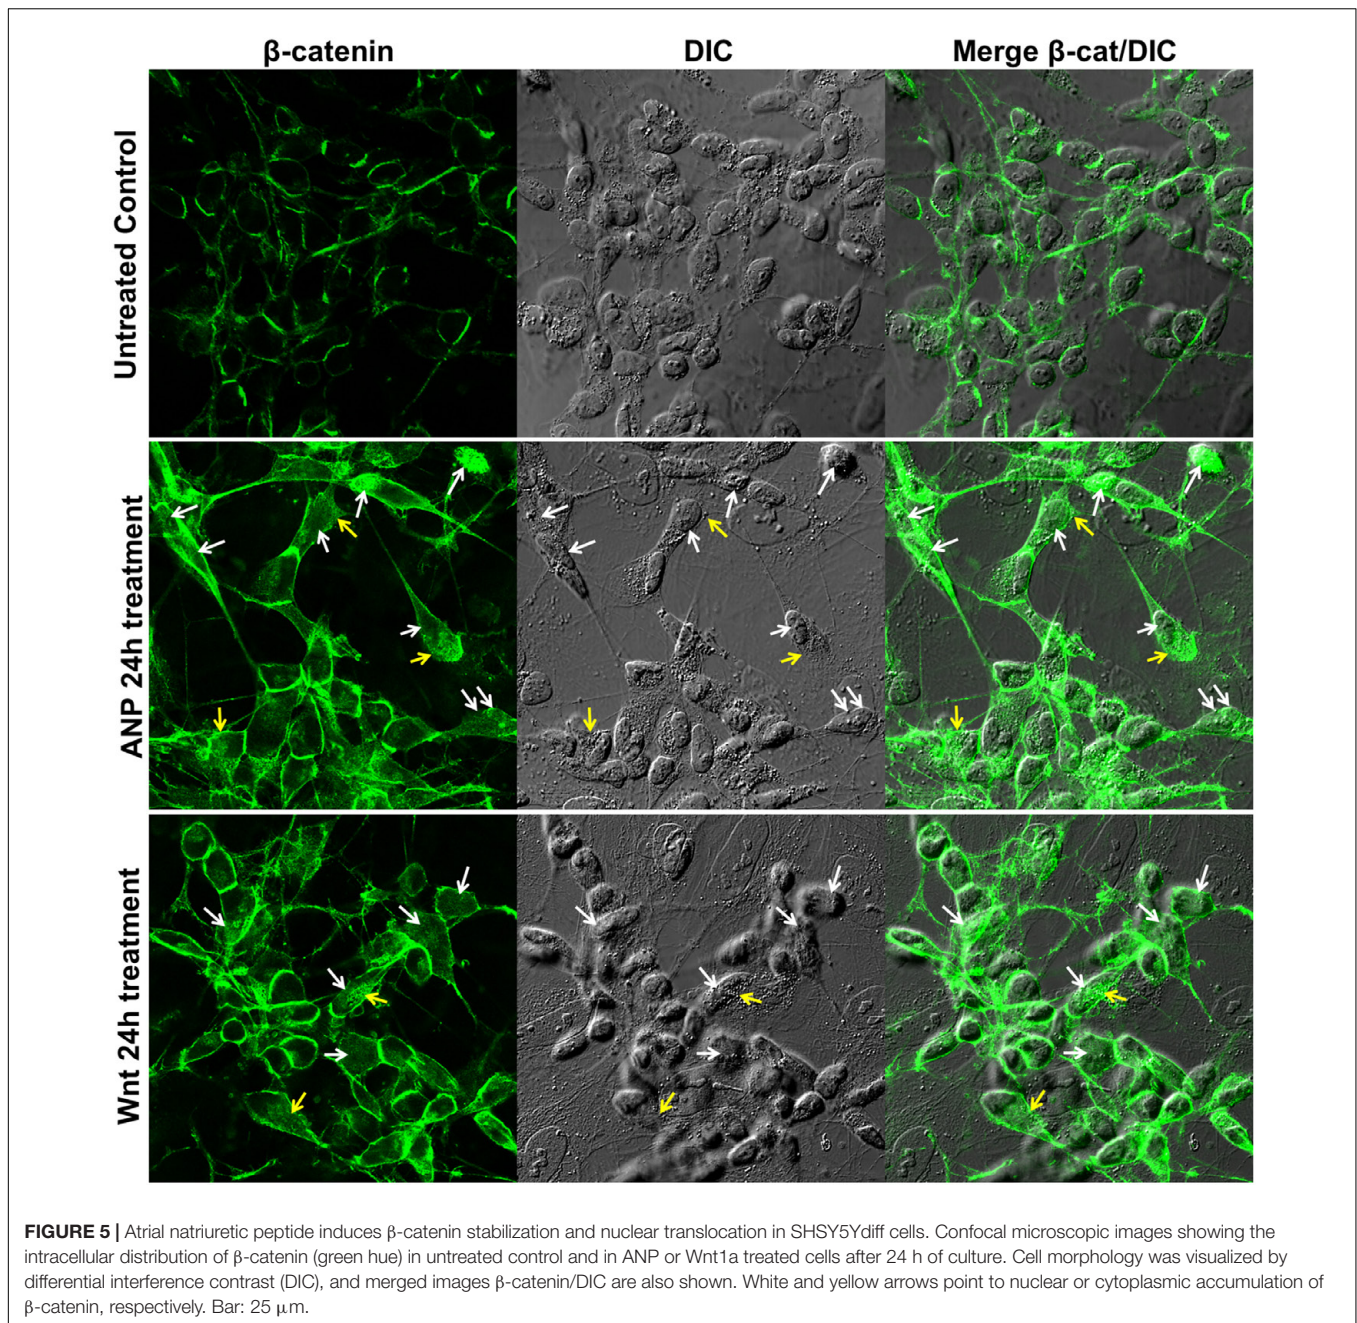 β-catenin DIC Merge β-cat/DIC
Untreated Control
ANP 24h treatment
Wnt 24h treatment
FIGURE 5 | Atrial natriuretic peptide induces β-catenin stabilization and nuclear translocation in SHSY5Ydiff cells. Confocal microscopic images showing the
intracellular distribution of β-catenin (green hue) in untreated control and in ANP or Wnt1a treated cells after 24 h of culture. Cell morphology was visualized by
differential interference contrast (DIC), and merged images β-catenin/DIC are also shown. White and yellow arrows point to nuclear or cytoplasmic accumulation of
β-catenin, respectively. Bar: 25 μm.